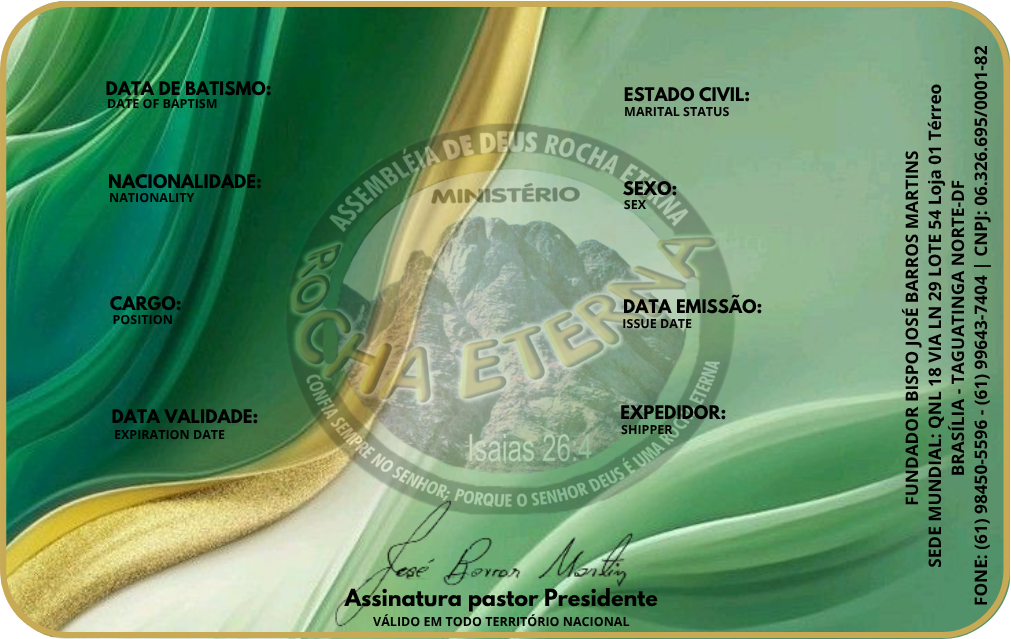 DATA DE BATISMO:
DATE OF BAPTISM
ESTADO CIVIL:
MARITAL STATUS
NACIONALIDADE:
NATIONALITY
SEXO:
SEX
CARGO:
POSITION
DATA EMISSÃO:
ISSUE DATE
DATA VALIDADE:
EXPIRATION DATE
EXPEDIDOR:
SHIPPER
ASSEMBLÉIA DE DEUS ROCHA ETERNA
MINISTÉRIO
ROCHA ETERNA
Isaias 26.4
CONFIA SEMPRE NO SENHOR; PORQUE O SENHOR DEUS É UMA ROCHA ETERNA
José Barros Martins
Assinatura pastor Presidente
VÁLIDO EM TODO TERRITÓRIO NACIONAL
FUNDADOR BISPO JOSÉ BARROS MARTINS
SEDE MUNDIAL: QNL 18 VIA LN 29 LOTE 54 Loja 01 Térreo
BRASÍLIA - TAGUATINGA NORTE-DF
FONE: (61) 98450-5596 - (61) 99643-7404 | CNPJ: 06.326.695/0001-82